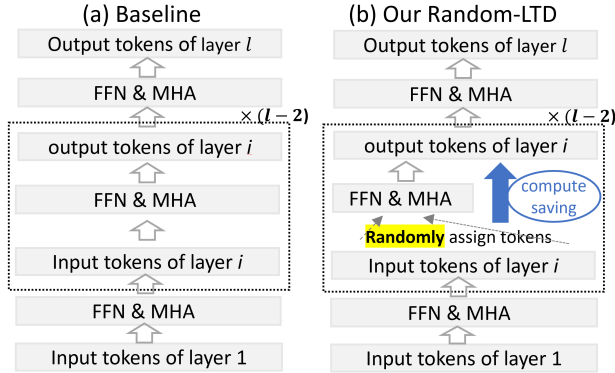 (a) Baseline
Output tokens of layer l
FFN & MHA
× (l − 2)
output tokens of layer i
FFN & MHA
Input tokens of layer i
FFN & MHA
Input tokens of layer 1
(b) Our Random-LTD
Output tokens of layer l
FFN & MHA
× (l − 2)
output tokens of layer i
compute
saving
FFN & MHA
Randomly assign tokens
Input tokens of layer i
FFN & MHA
Input tokens of layer 1